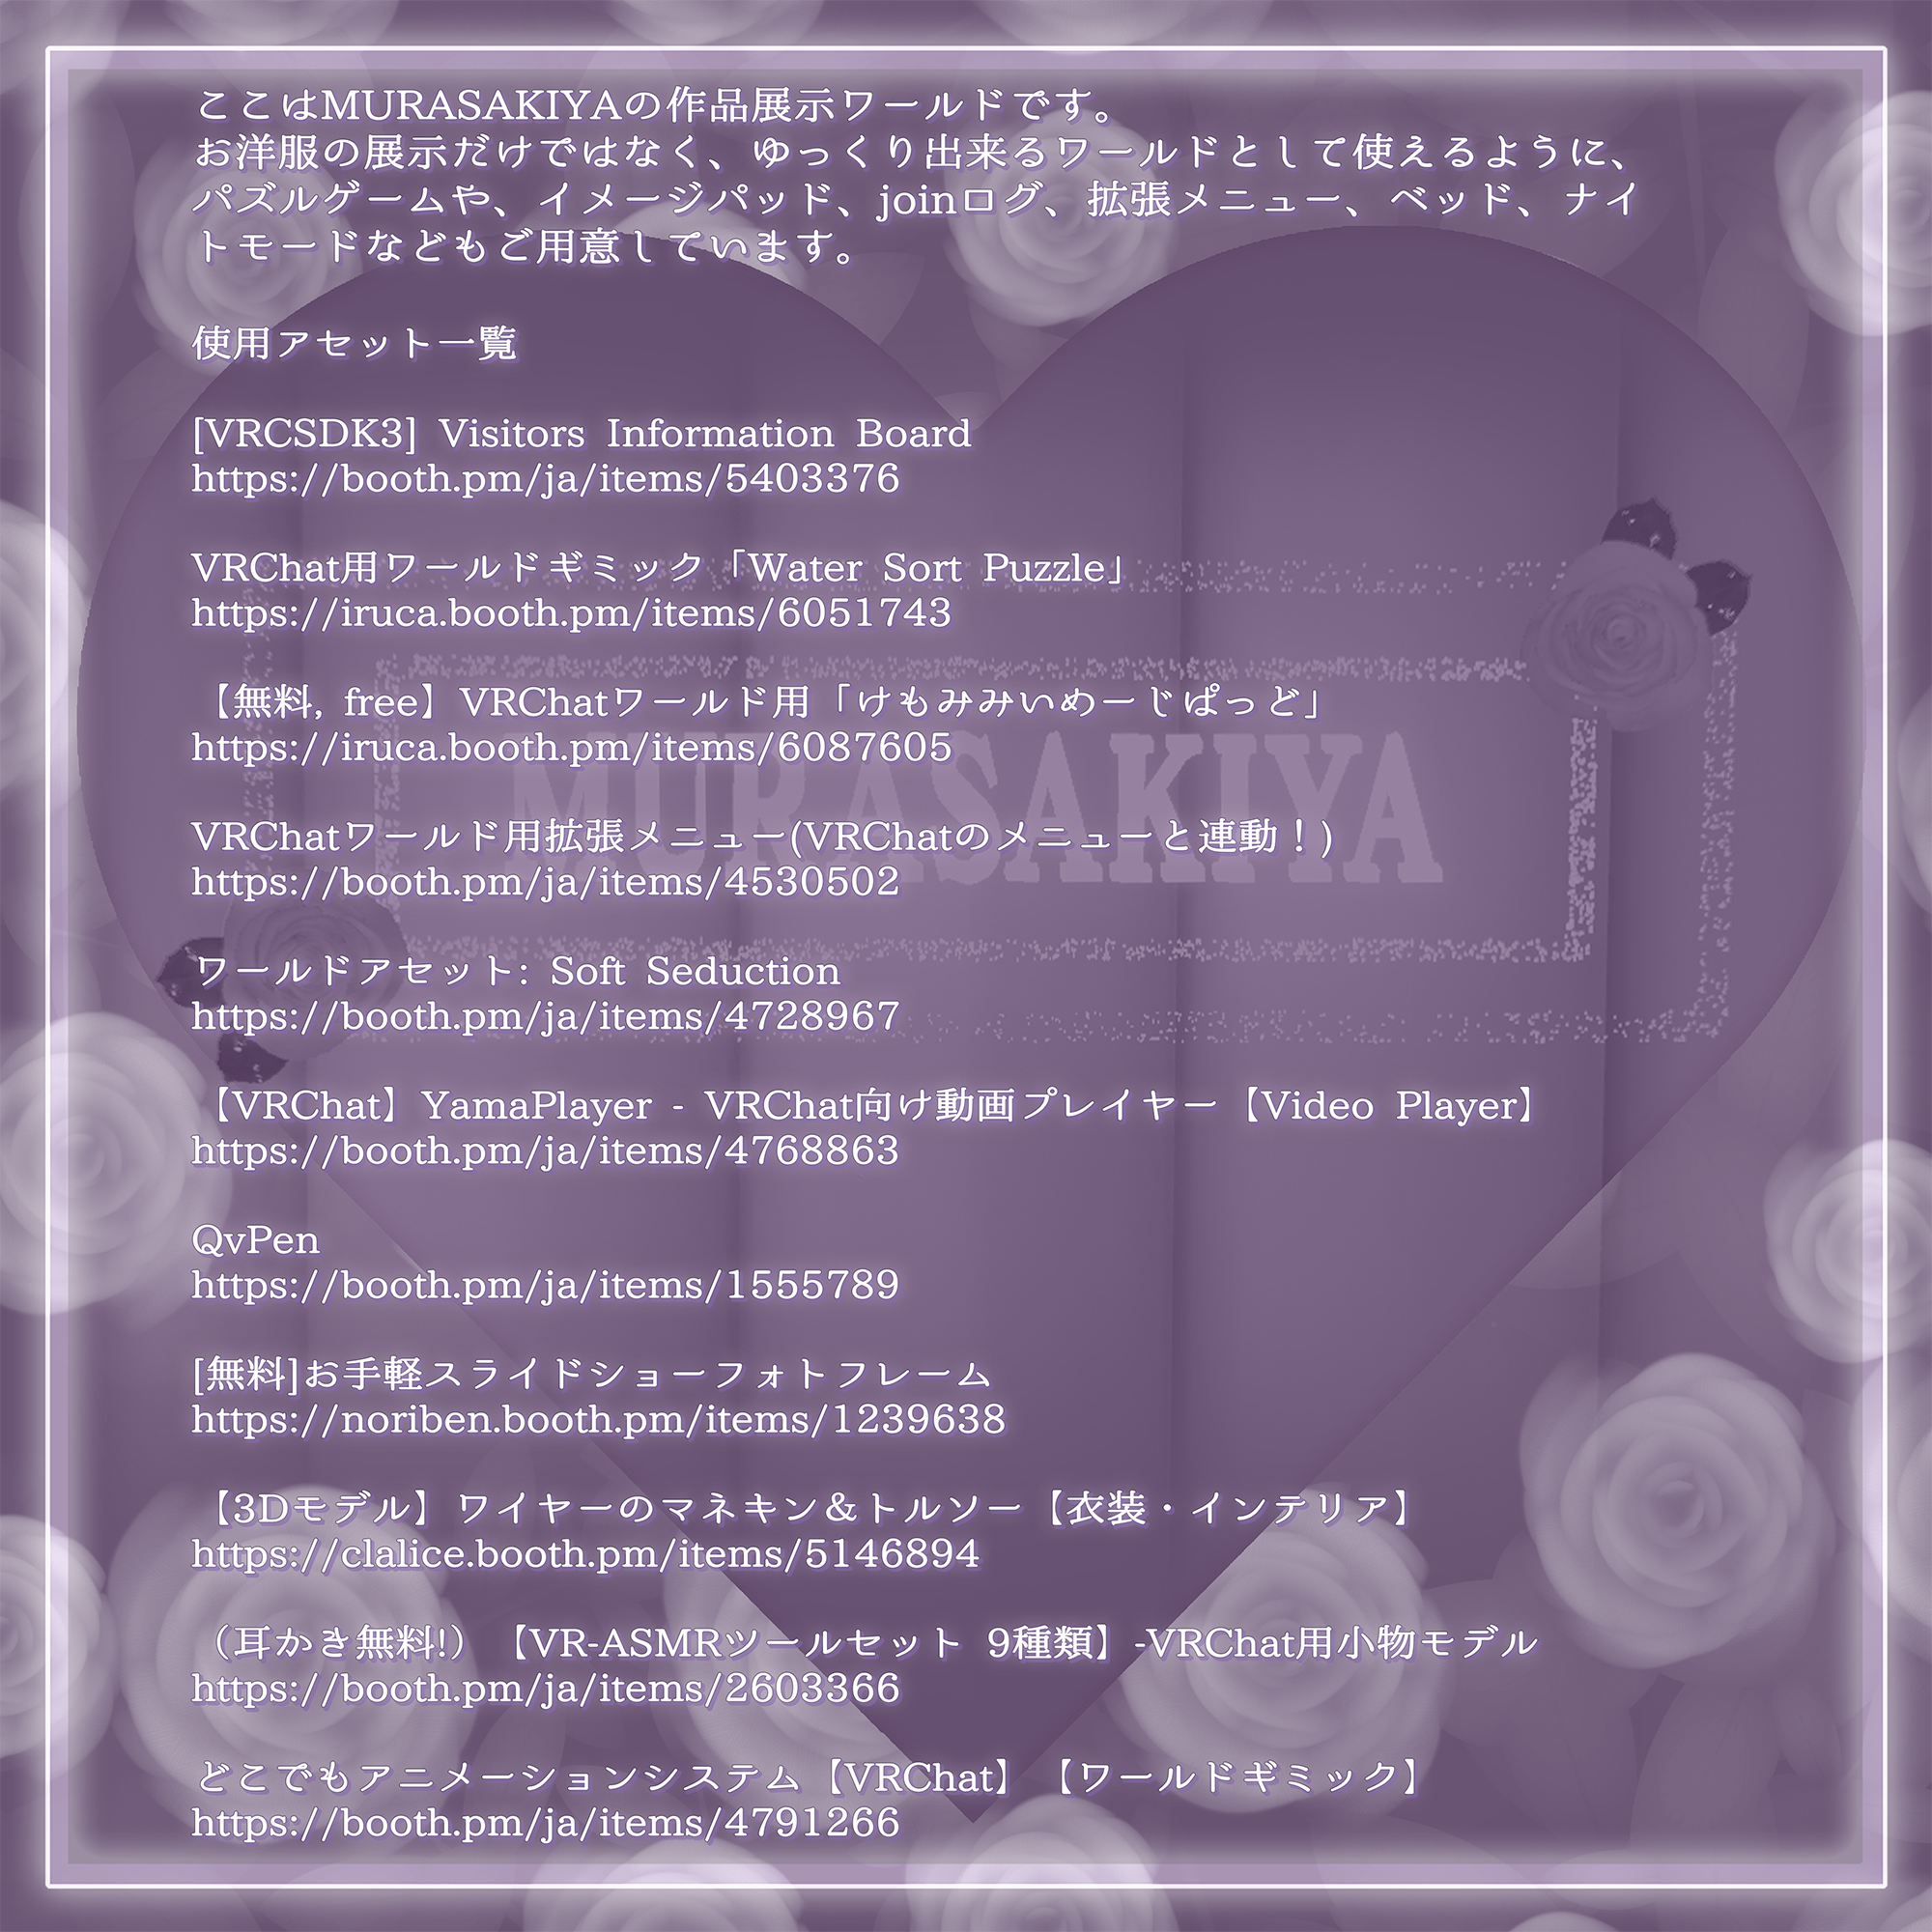 ここはMURASAKIYAの作品展示ワールドです。
お洋服の展示だけではなく、ゆっくり出来るワールドとして使えるように、
パズルゲームや、イメージパッド、joinログ、拡張メニュー、ベッド、ナイ
トモードなどもご用意しています。
使用アセット一覧
[VRCSDK3] Visitors Information Board
https://booth.pm/ja/items/5403376
VRChat用ワールドギミック「Water Sort Puzzle」
https://iruca.booth.pm/items/6051743
【無料, free】VRChatワールド用「けもみみいめーじぱっど」
https://iruca.booth.pm/items/6087605
MURASAKIYA
VRChatワールド用拡張メニュー(VRChatのメニューと連動！)
https://booth.pm/ja/items/4530502
ワールドアセット: Soft Seduction
https://booth.pm/ja/items/4728967
【VRChat】YamaPlayer - VRChat向け動画プレイヤー【Video Player】
https://booth.pm/ja/items/4768863
QvPen
https://booth.pm/ja/items/1555789
[無料]お手軽スライドショーフォトフレーム
https://noriben.booth.pm/items/1239638
【3Dモデル】ワイヤーのマネキン＆トルソー【衣装・インテリア】
https://clalice.booth.pm/items/5146894
（耳かき無料!）【VR-ASMRツールセット 9種類】-VRChat用小物モデル
https://booth.pm/ja/items/2603366
どこでもアニメーションシステム【VRChat】【ワールドギミック】
https://booth.pm/ja/items/4791266